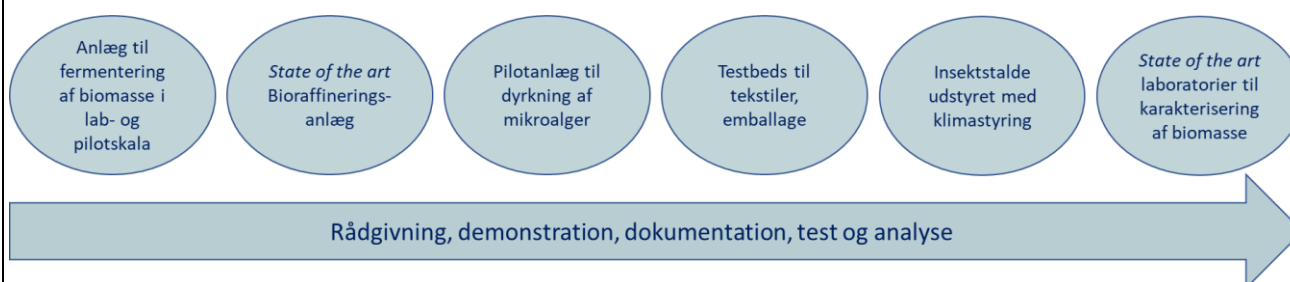 Anlæg til
fermentering
af biomasse i
lab- og
pilotskala
State of the art
Bioraffinerings-
anlæg
Pilotanlæg til
dyrkning af
mikroalger
Testbeds til
tekstiler,
emballage
Insektstalde
udstyret med
klimastyring
State of the art
laboratorier til
karakterisering
af biomasse
Rådgivning, demonstration, dokumentation, test og analyse